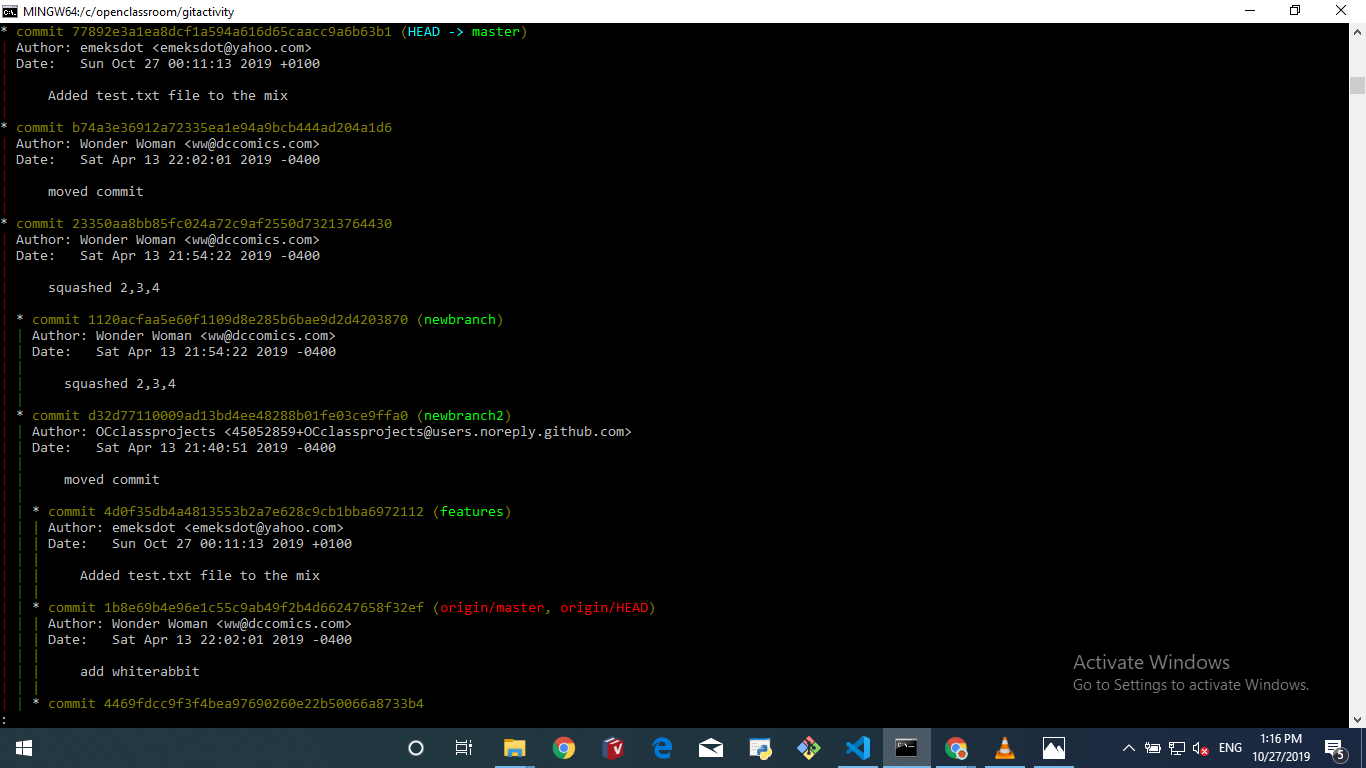 MINGW64:/c/openclassroom/gitactivity
* commit 77892e3a1ea8dcf1a594a616d65caacc9a6b63b1 (HEAD -> master)
| Author: emeksdot <emeksdot@yahoo.com>
| Date:   Sun Oct 27 00:11:13 2019 +0100
|
|     Added test.txt file to the mix
|
* commit b74a3e36912a72335ea1e94a9bcb444ad204a1d6
| Author: Wonder Woman <ww@dccomics.com>
| Date:   Sat Apr 13 22:02:01 2019 -0400
|
|     moved commit
|
* commit 23350aa8bb85fc024a72c9af2550d73213764430
| Author: Wonder Woman <ww@dccomics.com>
| Date:   Sat Apr 13 21:54:22 2019 -0400
|
|     squashed 2,3,4
|
| * commit 1120acfaa5e60f1109d8e285b6bae9d2d4203870 (newbranch)
| | Author: Wonder Woman <ww@dccomics.com>
| | Date:   Sat Apr 13 21:54:22 2019 -0400
| |
| |     squashed 2,3,4
| |
| * commit d32d77110009ad13bd4ee48288b01fe03ce9ffa0 (newbranch2)
| | Author: OCclassprojects <45052859+OCclassprojects@users.noreply.github.com>
| | Date:   Sat Apr 13 21:40:51 2019 -0400
| |
| |     moved commit
| |
| | * commit 4d0f35db4a4813553b2a7e628c9cb1bba6972112 (features)
| | | Author: emeksdot <emeksdot@yahoo.com>
| | | Date:   Sun Oct 27 00:11:13 2019 +0100
| | |
| | |     Added test.txt file to the mix
| | |
| | * commit 1b8e69b4e96e1c55c9ab49f2b4d66247658f32ef (origin/master, origin/HEAD)
| | | Author: Wonder Woman <ww@dccomics.com>
| | | Date:   Sat Apr 13 22:02:01 2019 -0400
| | |
| | |     add whiterabbit
| | |
| | * commit 4469fdcc9f3f4bea97690260e22b50066a8733b4
:
Activate Windows
Go to Settings to activate Windows.
ENG
1:16 PM
10/27/2019
5